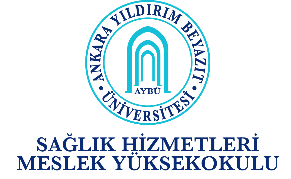 ANKARA YILDIRIM BEYAZIT
• ÜNİVERSİTESİ •
AYBÜ
SAĞLIK HİZMETLERİ
MESLEK YÜKSEKOKULU